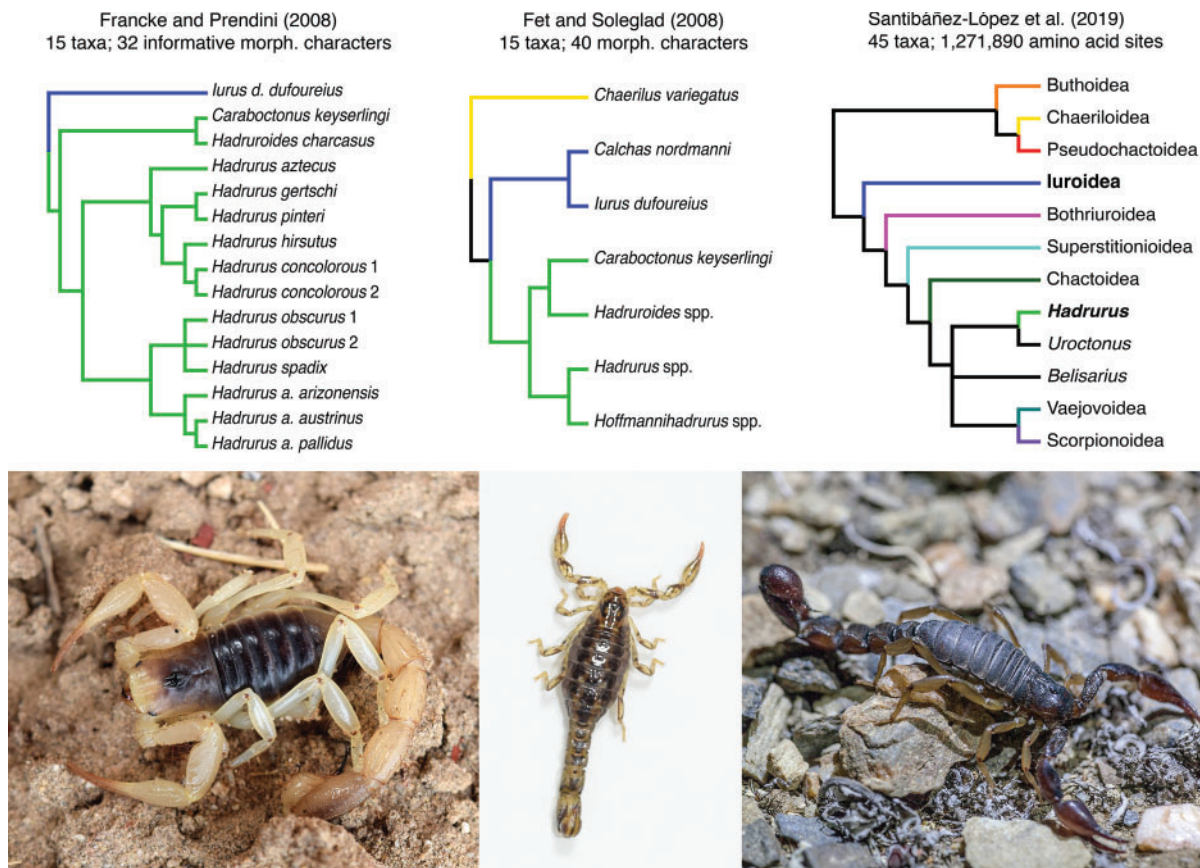 Francke and Prendini (2008)
15 taxa; 32 informative morph. characters
Iurus d. dufoureius
Caraboctonus keyserlingi
Hadruroides charcasus
Hadrurus aztecus
Hadrurus gertschi
Hadrurus pinteri
Hadrurus hirsutus
Hadrurus concolorous 1
Hadrurus concolorous 2
Hadrurus obscurus 1
Hadrurus obscurus 2
Hadrurus spadix
Hadrurus a. arizonensis
Hadrurus a. austrinus
Hadrurus a. pallidus
Fet and Soleglad (2008)
15 taxa; 40 morph. characters
Chaerilus variegatus
Calchas nordmanni
Iurus dufoureius
Caraboctonus keyserlingi
Hadruroides spp.
Hadrurus spp.
Hoffmannihadrurus spp.
Santibáñez-López et al. (2019)
45 taxa; 1,271,890 amino acid sites
Buthoidea
Chaeriloidea
Pseudochactoidea
Iuroidea
Bothriuroidea
Superstitionioidea
Chactoidea
Hadrurus
Uroctonus
Belisarius
Vaejovoidea
Scorpionoidea